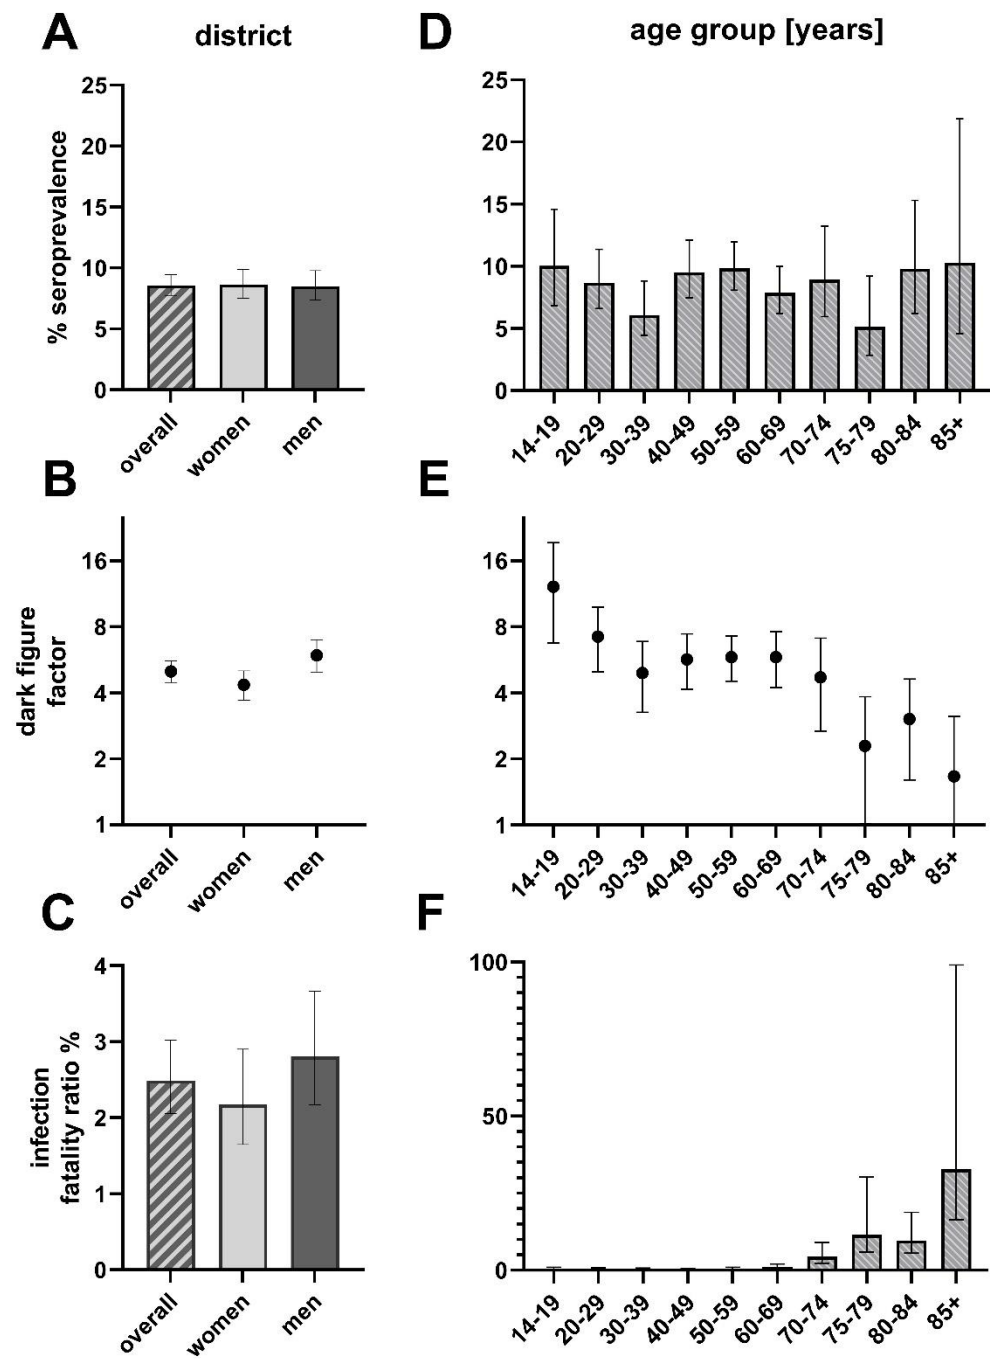 A
district
25
20
15
10
5
0
% seroprevalence
overall
women
men
D
age group [years]
25
20
15
10
5
0
14-19
20-29
30-39
40-49
50-59
60-69
70-74
75-79
80-84
85+
B
16
8
4
2
1
dark figure
factor
overall
women
men
E
16
8
4
2
1
14-19
20-29
30-39
40-49
50-59
60-69
70-74
75-79
80-84
85+
C
4
3
2
1
0
infection
fatality ratio %
overall
women
men
F
100
50
0
14-19
20-29
30-39
40-49
50-59
60-69
70-74
75-79
80-84
85+